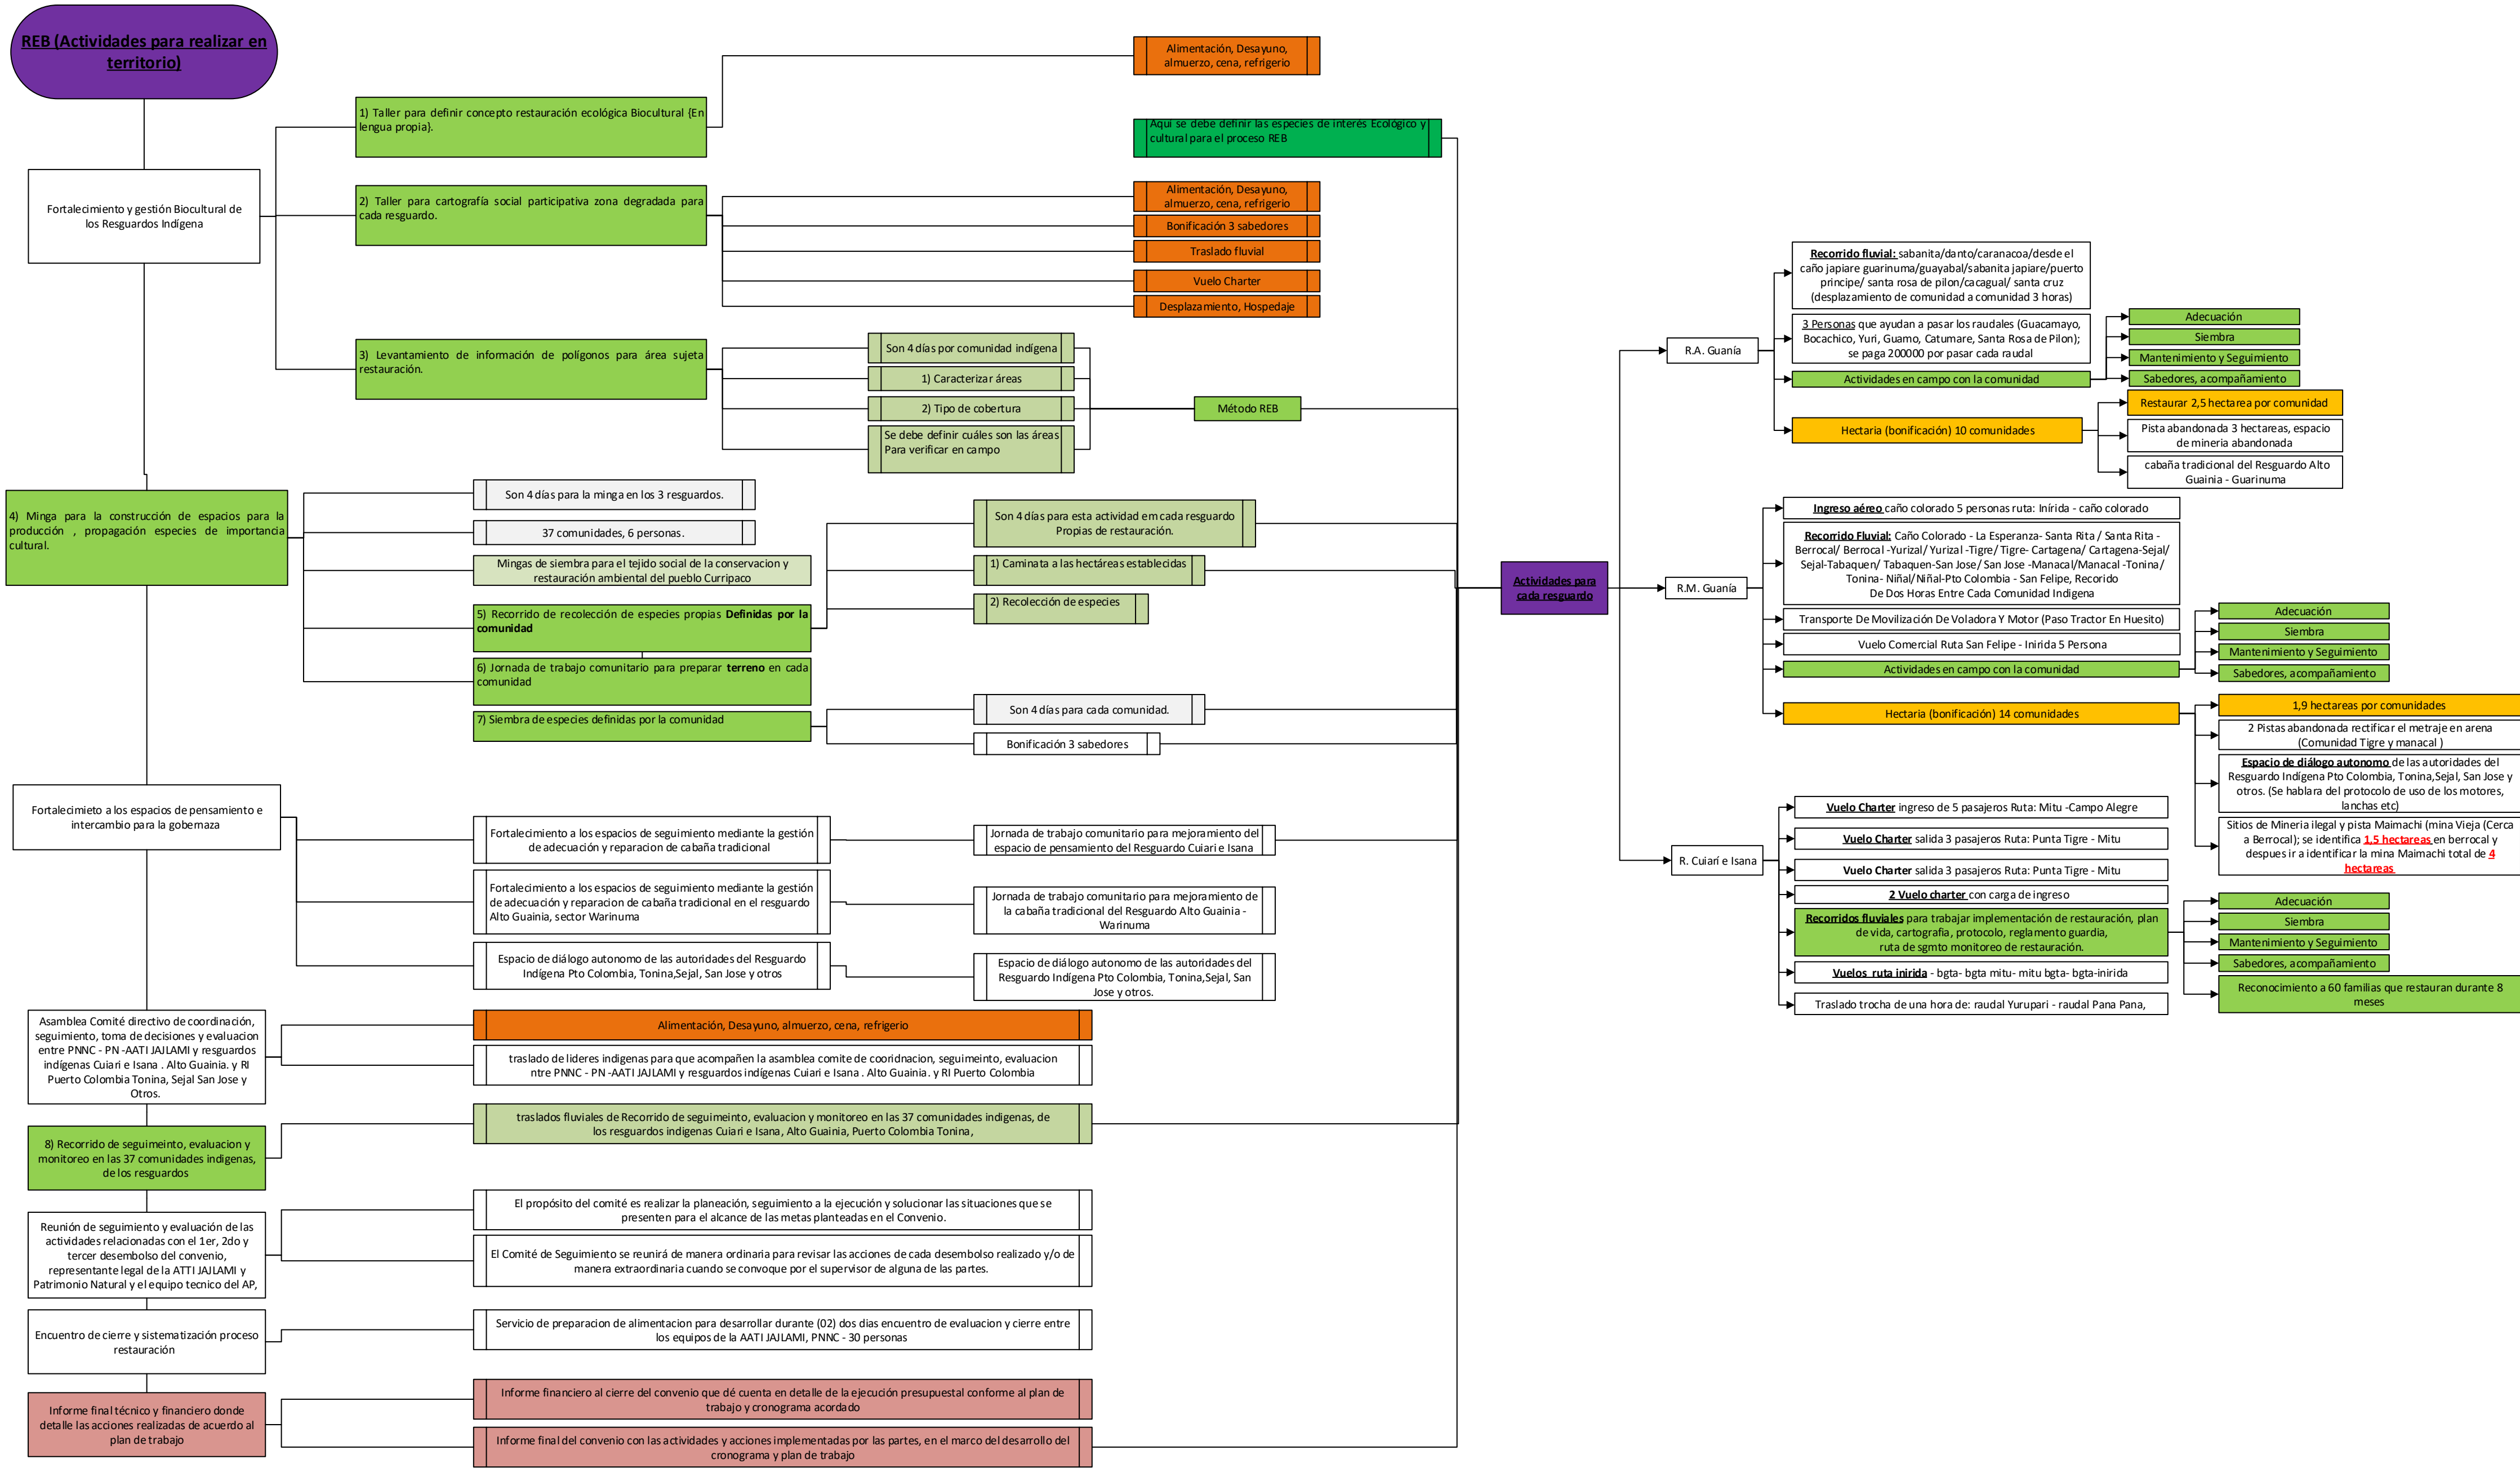 REB (Actividades para realizar en
territorio)
Fortalecimiento y gestión Biocultural de
los Resguardos Indígena
1) Taller para definir concepto restauración ecológica Biocultural {En
lengua propia}.
Alimentación, Desayuno,
almuerzo, cena, refrigerio
Aquí se debe definir las especies de interés Ecológico y
cultural para el proceso REB
2) Taller para cartografía social participativa zona degradada para
cada resguardo.
Alimentación, Desayuno,
almuerzo, cena, refrigerio
Bonificación 3 sabedores
Traslado fluvial
Vuelo Charter
Desplazamiento, Hospedaje
3) Levantamiento de información de polígonos para área sujeta
restauración.
Son 4 días por comunidad indígena
1) Caracterizar áreas
2) Tipo de cobertura
Se debe definir cuáles son las áreas
Para verificar en campo
Método REB
4) Minga para la construcción de espacios para la
producción , propagación especies de importancia
cultural.
Son 4 días para la minga en los 3 resguardos.
37 comunidades, 6 personas.
Mingas de siembra para el tejido social de la conservacion y
restauración ambiental del pueblo Curripaco
5) Recorrido de recolección de especies propias Definidas por la
comunidad
6) Jornada de trabajo comunitario para preparar terreno en cada
comunidad
7) Siembra de especies definidas por la comunidad
Son 4 días para esta actividad em cada resguardo
Propias de restauración.
1) Caminata a las hectáreas establecidas
2) Recolección de especies
Son 4 días para cada comunidad.
Bonificación 3 sabedores
Fortalecimieto a los espacios de pensamiento e
intercambio para la gobernaza
Fortalecimiento a los espacios de seguimiento mediante la gestión
de adecuación y reparacion de cabaña tradicional
Jornada de trabajo comunitario para mejoramiento del
espacio de pensamiento del Resguardo Cuiari e Isana
Fortalecimiento a los espacios de seguimiento mediante la gestión
de adecuación y reparacion de cabaña tradicional en el resguardo
Alto Guainia, sector Warinuma
Jornada de trabajo comunitario para mejoramiento de
la cabaña tradicional del Resguardo Alto Guainia -
Warinuma
Espacio de diálogo autonomo de las autoridades del Resguardo
Indígena Pto Colombia, Tonina,Sejal, San Jose y otros
Espacio de diálogo autonomo de las autoridades del
Resguardo Indígena Pto Colombia, Tonina,Sejal, San
Jose y otros.
Asamblea Comité directivo de coordinación,
seguimiento, toma de decisiones y evaluacion
entre PNNC - PN -AATI JAJLAMI y resguardos
indígenas Cuiari e Isana . Alto Guainia. y RI
Puerto Colombia Tonina, Sejal San Jose y
Otros.
Alimentación, Desayuno, almuerzo, cena, refrigerio
traslado de lideres indigenas para que acompañen la asamblea comite de cooridnacion, seguimeinto, evaluacion
ntre PNNC - PN -AATI JAJLAMI y resguardos indígenas Cuiari e Isana . Alto Guainia. y RI Puerto Colombia
8) Recorrido de seguimeinto, evaluacion y
monitoreo en las 37 comunidades indigenas,
de los resguardos
traslados fluviales de Recorrido de seguimeinto, evaluacion y monitoreo en las 37 comunidades indigenas, de
los resguardos indigenas Cuiari e Isana, Alto Guainia, Puerto Colombia Tonina,
Reunión de seguimiento y evaluación de las
actividades relacionadas con el 1er, 2do y
tercer desembolso del convenio,
representante legal de la ATTI JAJLAMI y
Patrimonio Natural y el equipo tecnico del AP,
El propósito del comité es realizar la planeación, seguimiento a la ejecución y solucionar las situaciones que se
presenten para el alcance de las metas planteadas en el Convenio.
El Comité de Seguimiento se reunirá de manera ordinaria para revisar las acciones de cada desembolso realizado y/o de
manera extraordinaria cuando se convoque por el supervisor de alguna de las partes.
Encuentro de cierre y sistematización proceso
restauración
Servicio de preparacion de alimentacion para desarrollar durante (02) dos dias encuentro de evaluacion y cierre entre
los equipos de la AATI JAJLAMI, PNNC - 30 personas
Informe final técnico y financiero donde
detalle las acciones realizadas de acuerdo al
plan de trabajo
Informe financiero al cierre del convenio que dé cuenta en detalle de la ejecución presupuestal conforme al plan de
trabajo y cronograma acordado
Informe final del convenio con las actividades y acciones implementadas por las partes, en el marco del desarrollo del
cronograma y plan de trabajo
Actividades para
cada resguardo
R.A. Guanía
Recorrido fluvial: sabanita/danto/caranacoa/desde el
caño japiare guarinuma/guayabal/sabanita japiare/puerto
principe/ santa rosa de pilon/cacagual/ santa cruz
(desplazamiento de comunidad a comunidad 3 horas)
3 Personas que ayudan a pasar los raudales (Guacamayo,
Bocachico, Yuri, Guamo, Catumare, Santa Rosa de Pilon);
se paga 200000 por pasar cada raudal
Actividades en campo con la comunidad
Adecuación
Siembra
Mantenimiento y Seguimiento
Sabedores, acompañamiento
Hectaria (bonificación) 10 comunidades
Restaurar 2,5 hectarea por comunidad
Pista abandonada 3 hectareas, espacio
de mineria abandonada
cabaña tradicional del Resguardo Alto
Guainia - Guarinuma
R.M. Guanía
Ingreso aéreo caño colorado 5 personas ruta: Inírida - caño colorado
Recorrido Fluvial: Caño Colorado - La Esperanza- Santa Rita / Santa Rita -
Berrocal/ Berrocal -Yurizal/ Yurizal -Tigre/ Tigre- Cartagena/ Cartagena-Sejal/
Sejal-Tabaquen/ Tabaquen-San Jose/ San Jose -Manacal/Manacal -Tonina/
Tonina- Niñal/Niñal-Pto Colombia - San Felipe, Recorido
De Dos Horas Entre Cada Comunidad Indigena
Transporte De Movilización De Voladora Y Motor (Paso Tractor En Huesito)
Vuelo Comercial Ruta San Felipe - Inirida 5 Persona
Actividades en campo con la comunidad
Adecuación
Siembra
Mantenimiento y Seguimiento
Sabedores, acompañamiento
Hectaria (bonificación) 14 comunidades
1,9 hectareas por comunidades
2 Pistas abandonada rectificar el metraje en arena
(Comunidad Tigre y manacal )
Espacio de diálogo autonomo de las autoridades del
Resguardo Indígena Pto Colombia, Tonina,Sejal, San Jose y
otros. (Se hablara del protocolo de uso de los motores,
lanchas etc)
Sitios de Mineria ilegal y pista Maimachi (mina Vieja (Cerca
a Berrocal); se identifica 1,5 hectareas en berrocal y
despues ir a identificar la mina Maimachi total de 4
hectareas
R. Cuiarí e Isana
Vuelo Charter ingreso de 5 pasajeros Ruta: Mitu -Campo Alegre
Vuelo Charter salida 3 pasajeros Ruta: Punta Tigre - Mitu
Vuelo Charter salida 3 pasajeros Ruta: Punta Tigre - Mitu
2 Vuelo charter con carga de ingreso
Recorridos fluviales para trabajar implementación de restauración, plan
de vida, cartografia, protocolo, reglamento guardia,
ruta de sgmto monitoreo de restauración.
Adecuación
Siembra
Mantenimiento y Seguimiento
Sabedores, acompañamiento
Reconocimiento a 60 familias que restauran durante 8
meses
Vuelos ruta inirida - bgta- bgta mitu- mitu bgta- bgta-inirida
Traslado trocha de una hora de: raudal Yurupari - raudal Pana Pana,